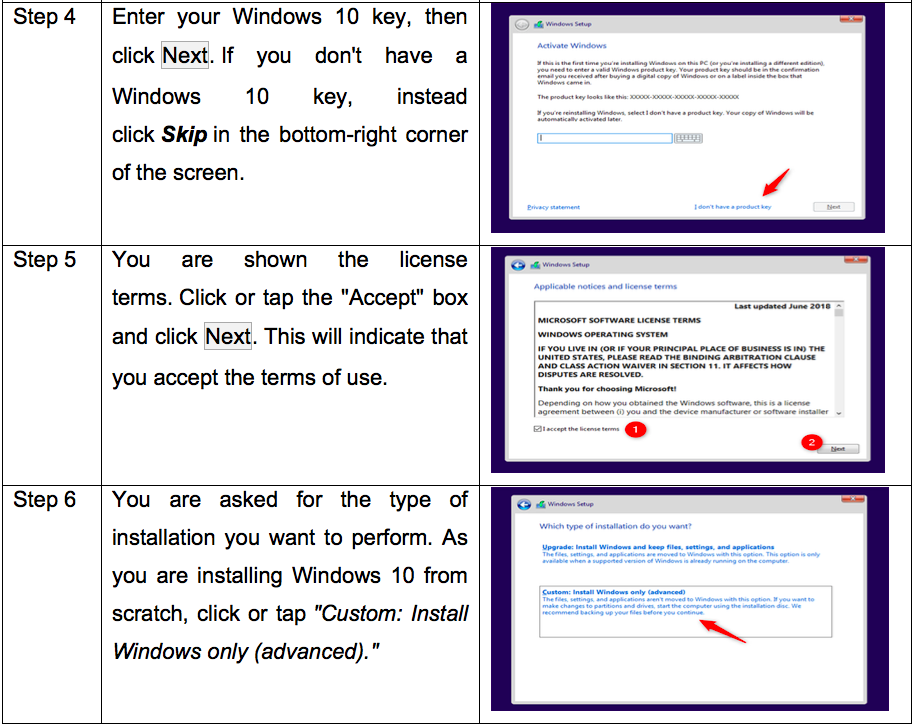 Step 4
Enter your Windows 10 key, then
click Next. If you don't have a
Windows 10 key, instead
click Skip in the bottom-right corner
of the screen.
Windows Setup
Activate Windows
If this is the first time you're installing Windows on this PC (or you're installing a different edition),
you need to enter a valid Windows product key. Your product key should be in the confirmation
email you received after buying a digital copy of Windows or on a label inside the box that
Windows came in.
The product key looks like this: XXXXX-XXXXX-XXXXX-XXXXX-XXXXX
If you're reinstalling Windows, select I don't have a product key. Your copy of Windows will be
automatically activated later.
Privacy statement
I don't have a product key
Next
Step 5
You are shown the license
terms. Click or tap the "Accept" box
and click Next. This will indicate that
you accept the terms of use.
Windows Setup
Applicable notices and license terms
Last updated June 2018
MICROSOFT SOFTWARE LICENSE TERMS
WINDOWS OPERATING SYSTEM
IF YOU LIVE IN (OR IF YOUR PRINCIPAL PLACE OF BUSINESS IS IN) THE
UNITED STATES, PLEASE READ THE BINDING ARBITRATION CLAUSE
AND CLASS ACTION WAIVER IN SECTION 11. IT AFFECTS HOW
DISPUTES ARE RESOLVED.
Thank you for choosing Microsoft!
Depending on how you obtained the Windows software, this is a license
agreement between (i) you and the device manufacturer or software installer
I accept the license terms
1
2
Next
Step 6
You are asked for the type of
installation you want to perform. As
you are installing Windows 10 from
scratch, click or tap "Custom: Install
Windows only (advanced)."
Windows Setup
Which type of installation do you want?
Upgrade: Install Windows and keep files, settings, and applications
The files, settings, and applications are moved to Windows with this option. This option is only
available when a supported version of Windows is already running on the computer.
Custom: Install Windows only (advanced)
The files, settings, and applications aren't moved to Windows with this option. If you want to
make changes to partitions and drives, start the computer using the installation disc. We
recommend backing up your files before you continue.